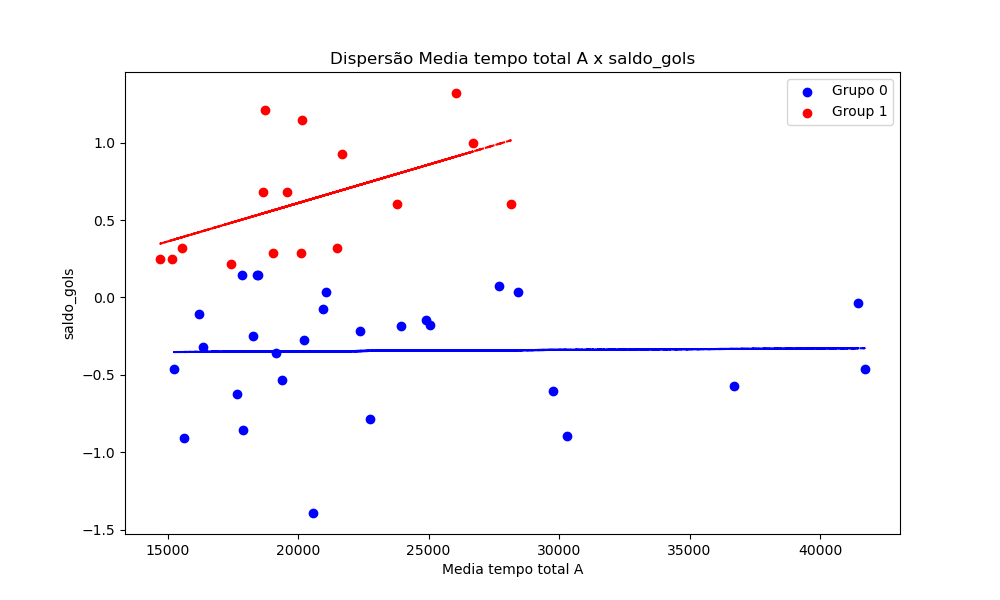 Dispersão Media tempo total A x saldo_gols
Grupo 0
Group 1
saldo_gols
1.0
0.5
0.0
−0.5
−1.0
−1.5
15000 20000 25000 30000 35000 40000
Media tempo total A